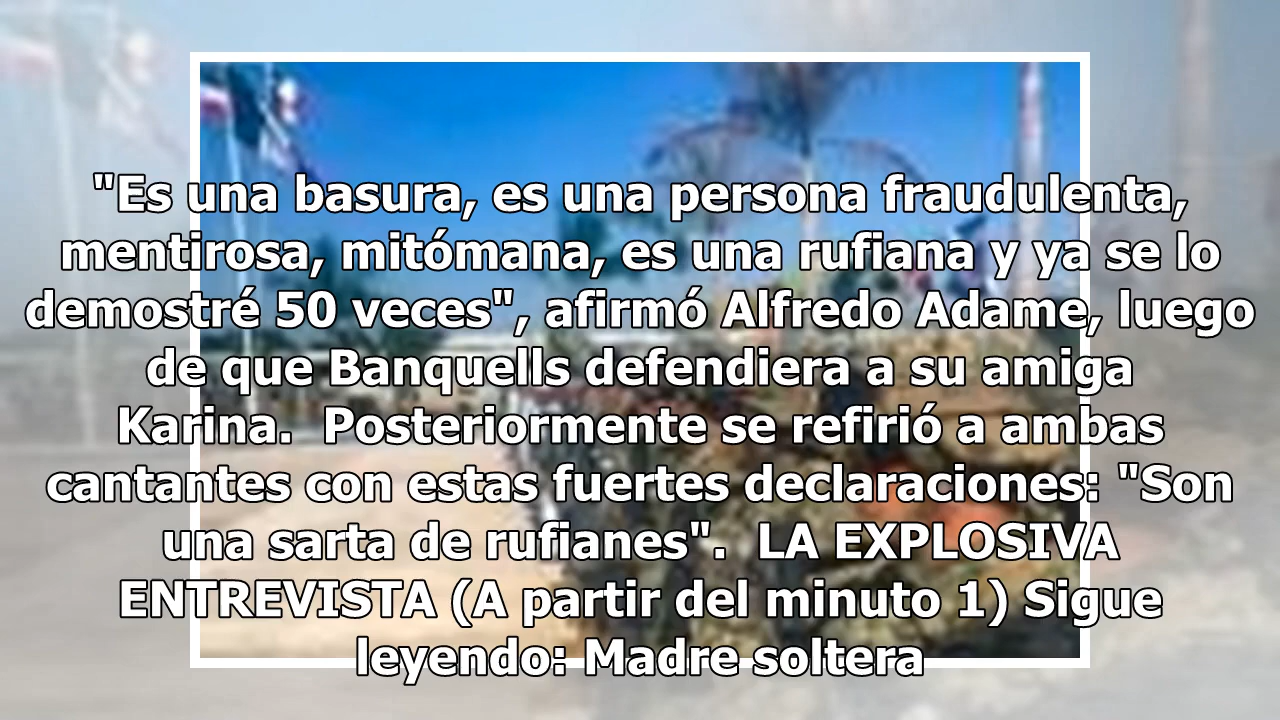 "Es una basura, es una persona fraudulenta,
mentirosa, mitómana, es una rufiana y ya se lo
demostré 50 veces", afirmó Alfredo Adame, luego
de que Banquells defendiera a su amiga
Karina.  Posteriormente se refirió a ambas
cantantes con estas fuertes declaraciones: "Son
una sarta de rufianes".  LA EXPLOSIVA
ENTREVISTA (A partir del minuto 1) Sigue
leyendo: Madre soltera